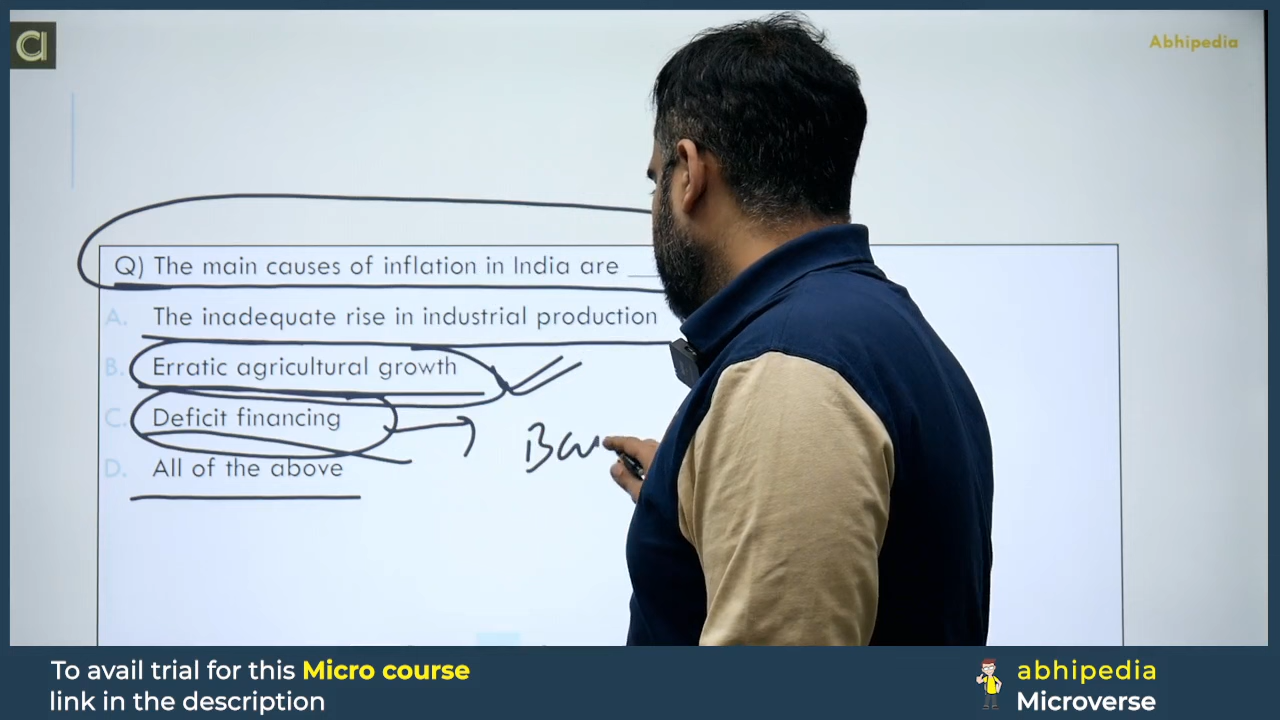 Abhipedia
Q) The main causes of inflation in India are ___
A. The inadequate rise in industrial production
B. Erratic agricultural growth
C. Deficit financing
D. All of the above
To avail trial for this Micro course
link in the description
abhipedia
Microverse